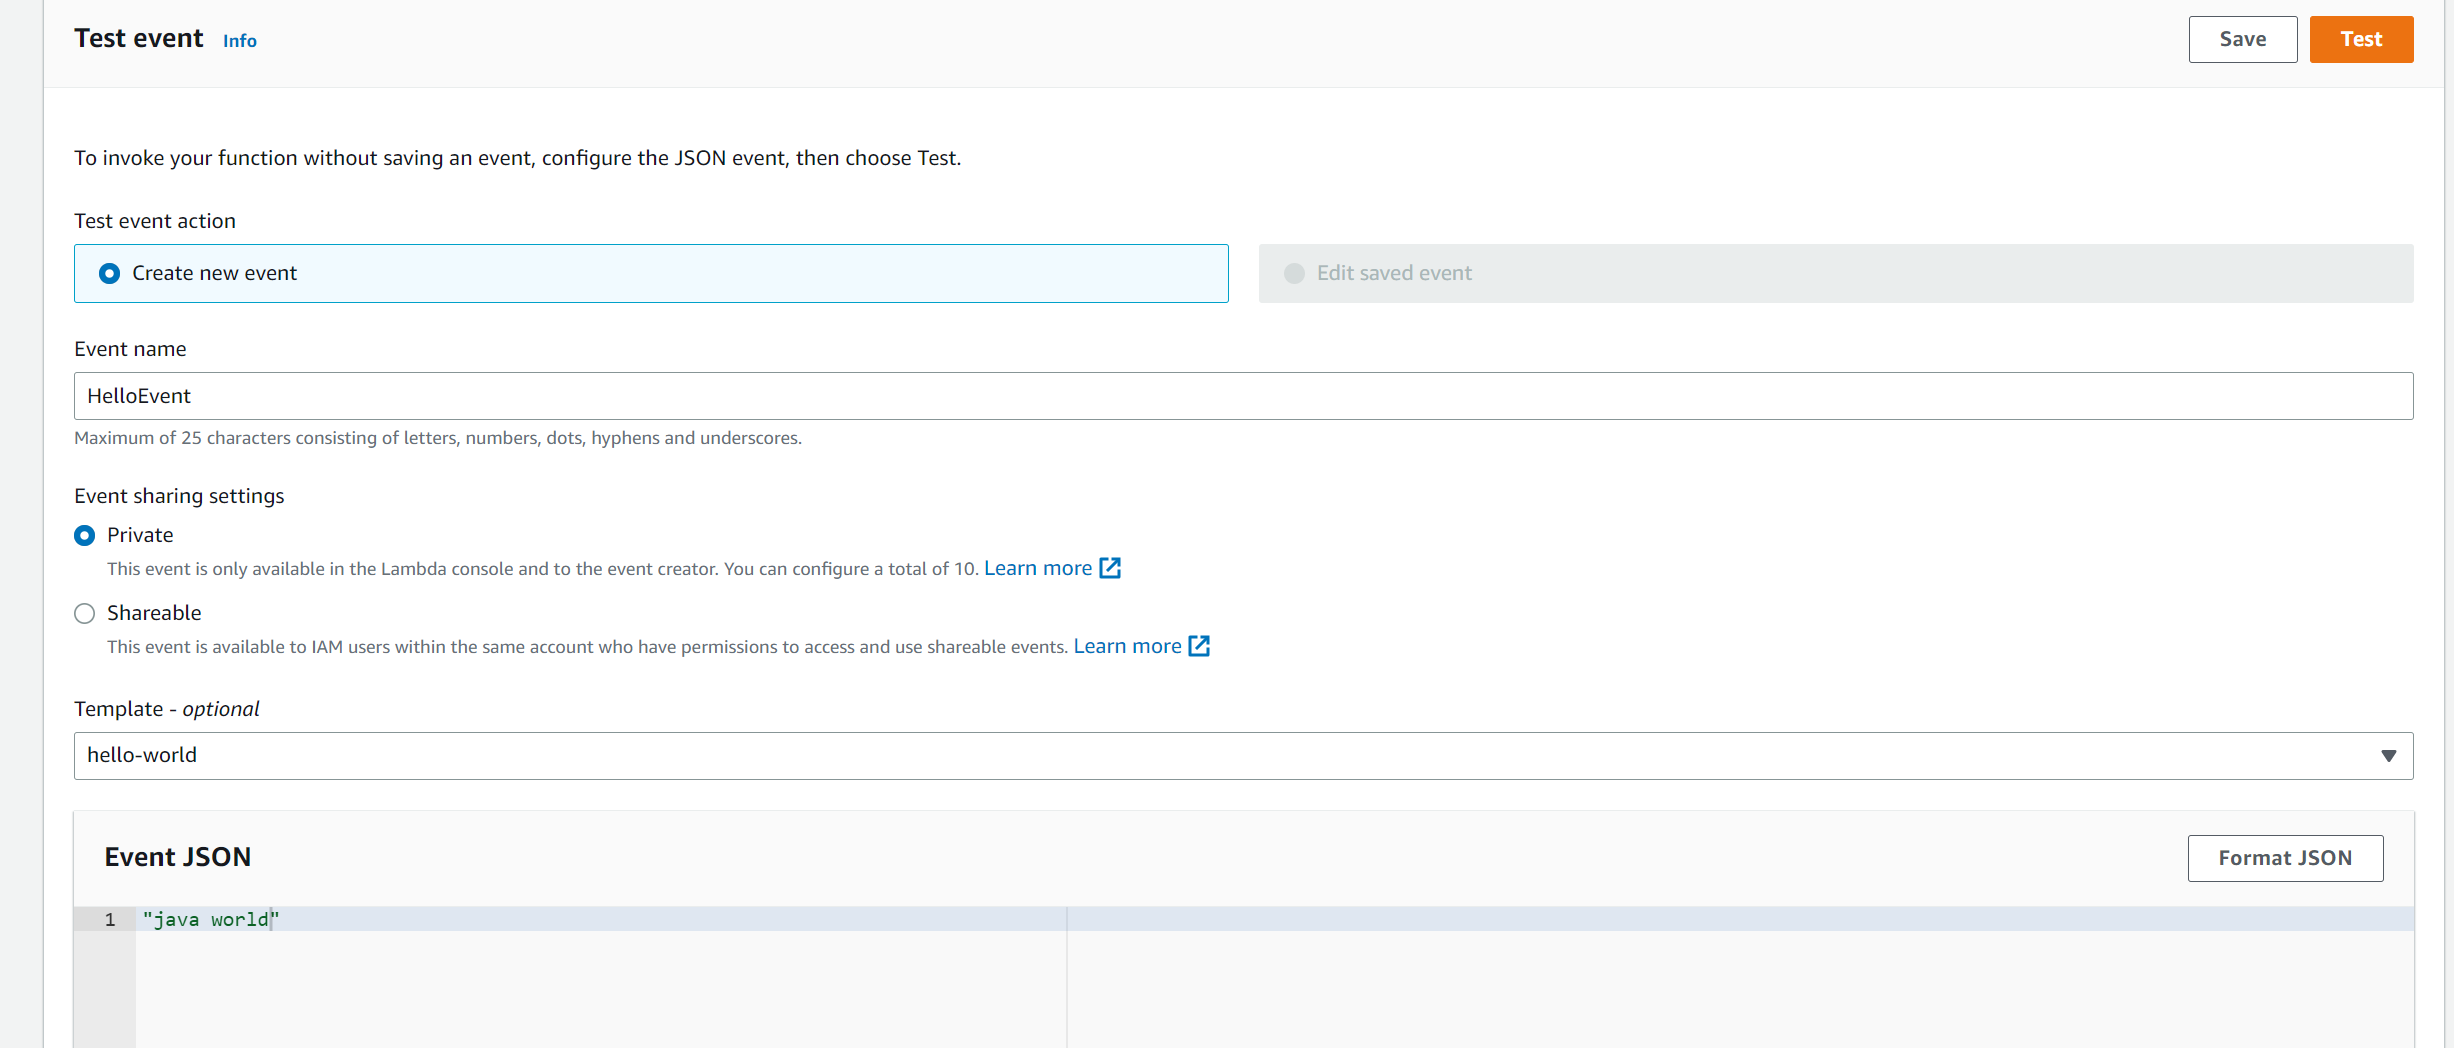 Test event Info
Save Test
To invoke your function without saving an event, configure the JSON event, then choose Test.
Test event action
Create new event Edit saved event
Event name
HelloEvent
Maximum of 25 characters consisting of letters, numbers, dots, hyphens and underscores.
Event sharing settings
Private
This event is only available in the Lambda console and to the event creator. You can configure a total of 10. Learn more
Shareable
This event is available to IAM users within the same account who have permissions to access and use shareable events. Learn more
Template - optional
hello-world
Event JSON Format JSON
1 "java world"